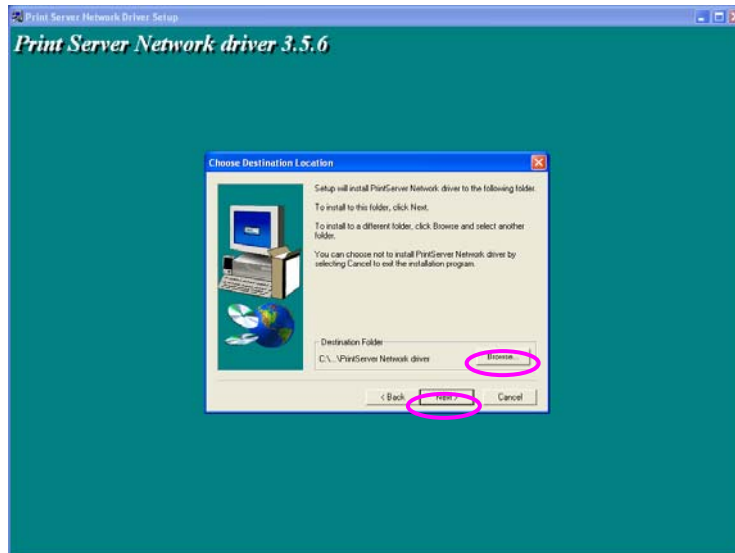 Print Server Network Driver Setup
Print Server Network driver 3.5.6
Choose Destination Location
Setup will install PrintServer Network driver to the following folder.
To install to this folder, click Next.
To install to a different folder, click Browse and select another
folder.
You can choose not to install PrintServer Network driver by
selecting Cancel to exit the installation program.
Destination Folder
C:\...\PrintServer Network driver
Browse...
< Back
Next >
Cancel